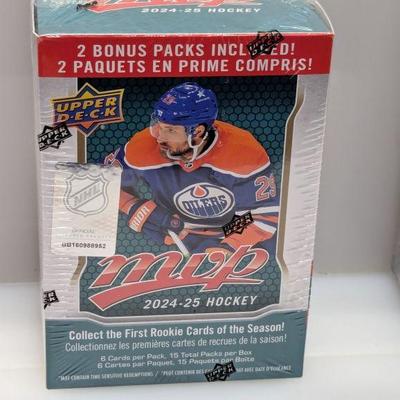 2024-25 HOCKEY
2 BONUS PACKS INCLUDED!
2 PAQUETS EN PRIME COMPRIS!
UPPER
DECK
29
OILERS
NHL
OFFICIAL
mvp
2024-25 HOCKEY
Collect the First Rookie Cards of the Season!
Collectionnez les premières cartes de recrues de la saison!
6 Cards per Pack, 15 Total Packs per Box
6 Cartes par Paquet, 15 Paquets par Boîte